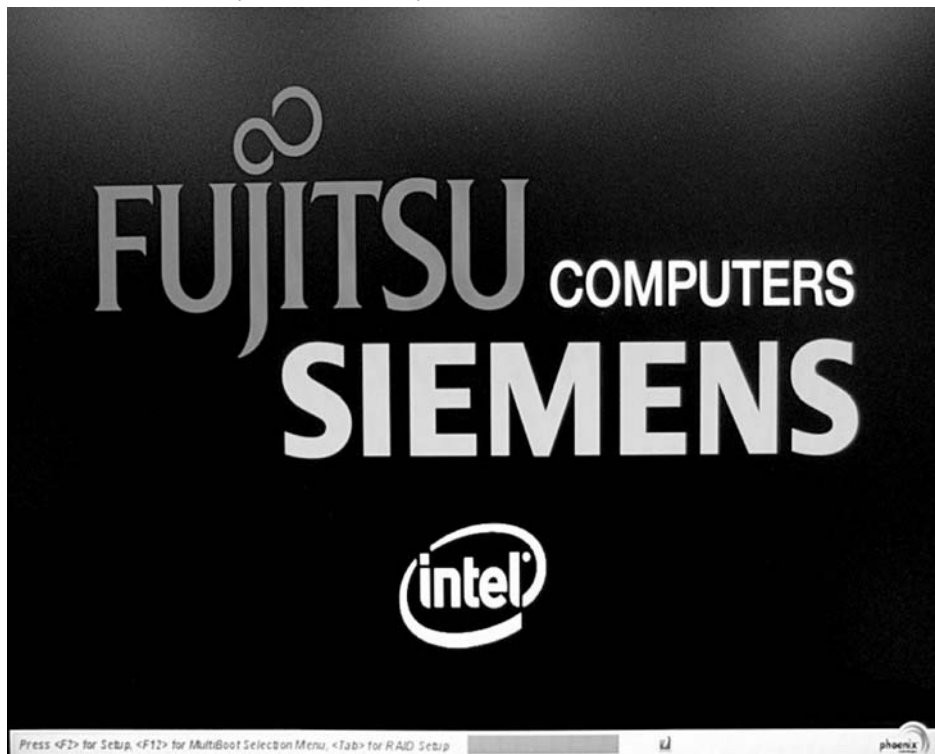 FUJITSU COMPUTERS
SIEMENS
intel
Press <F2> for Setup, <F12> for MultiBoot Selection Menu, <Tab> for RAID Setup
phoenix